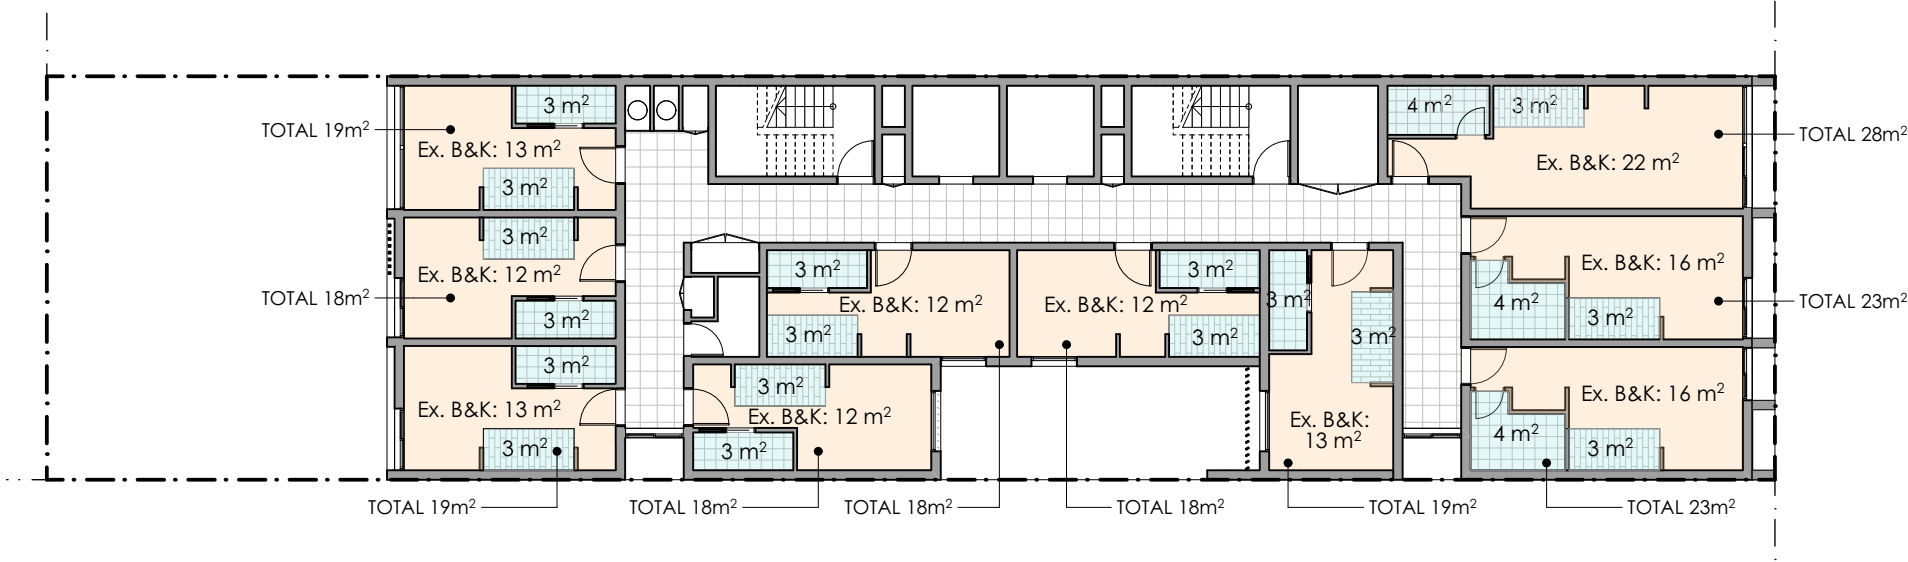 3 m²
4 m²
3 m²
TOTAL 19m²
TOTAL 28m²
Ex. B&K: 13 m²
Ex. B&K: 22 m²
3 m²
3 m²
Ex. B&K: 12 m²
Ex. B&K: 16 m²
3 m²
3 m²
TOTAL 18m²
TOTAL 23m²
3 m²
Ex. B&K: 12 m²
Ex. B&K: 12 m²
3 m²
4 m²
3 m²
3 m²
3 m²
3 m²
3 m²
3 m²
Ex. B&K: 13 m²
3 m²
Ex. B&K: 12 m²
Ex. B&K:
13 m²
Ex. B&K: 16 m²
3 m²
3 m²
4 m²
3 m²
TOTAL 19m²
TOTAL 18m²
TOTAL 18m²
TOTAL 18m²
TOTAL 19m²
TOTAL 23m²